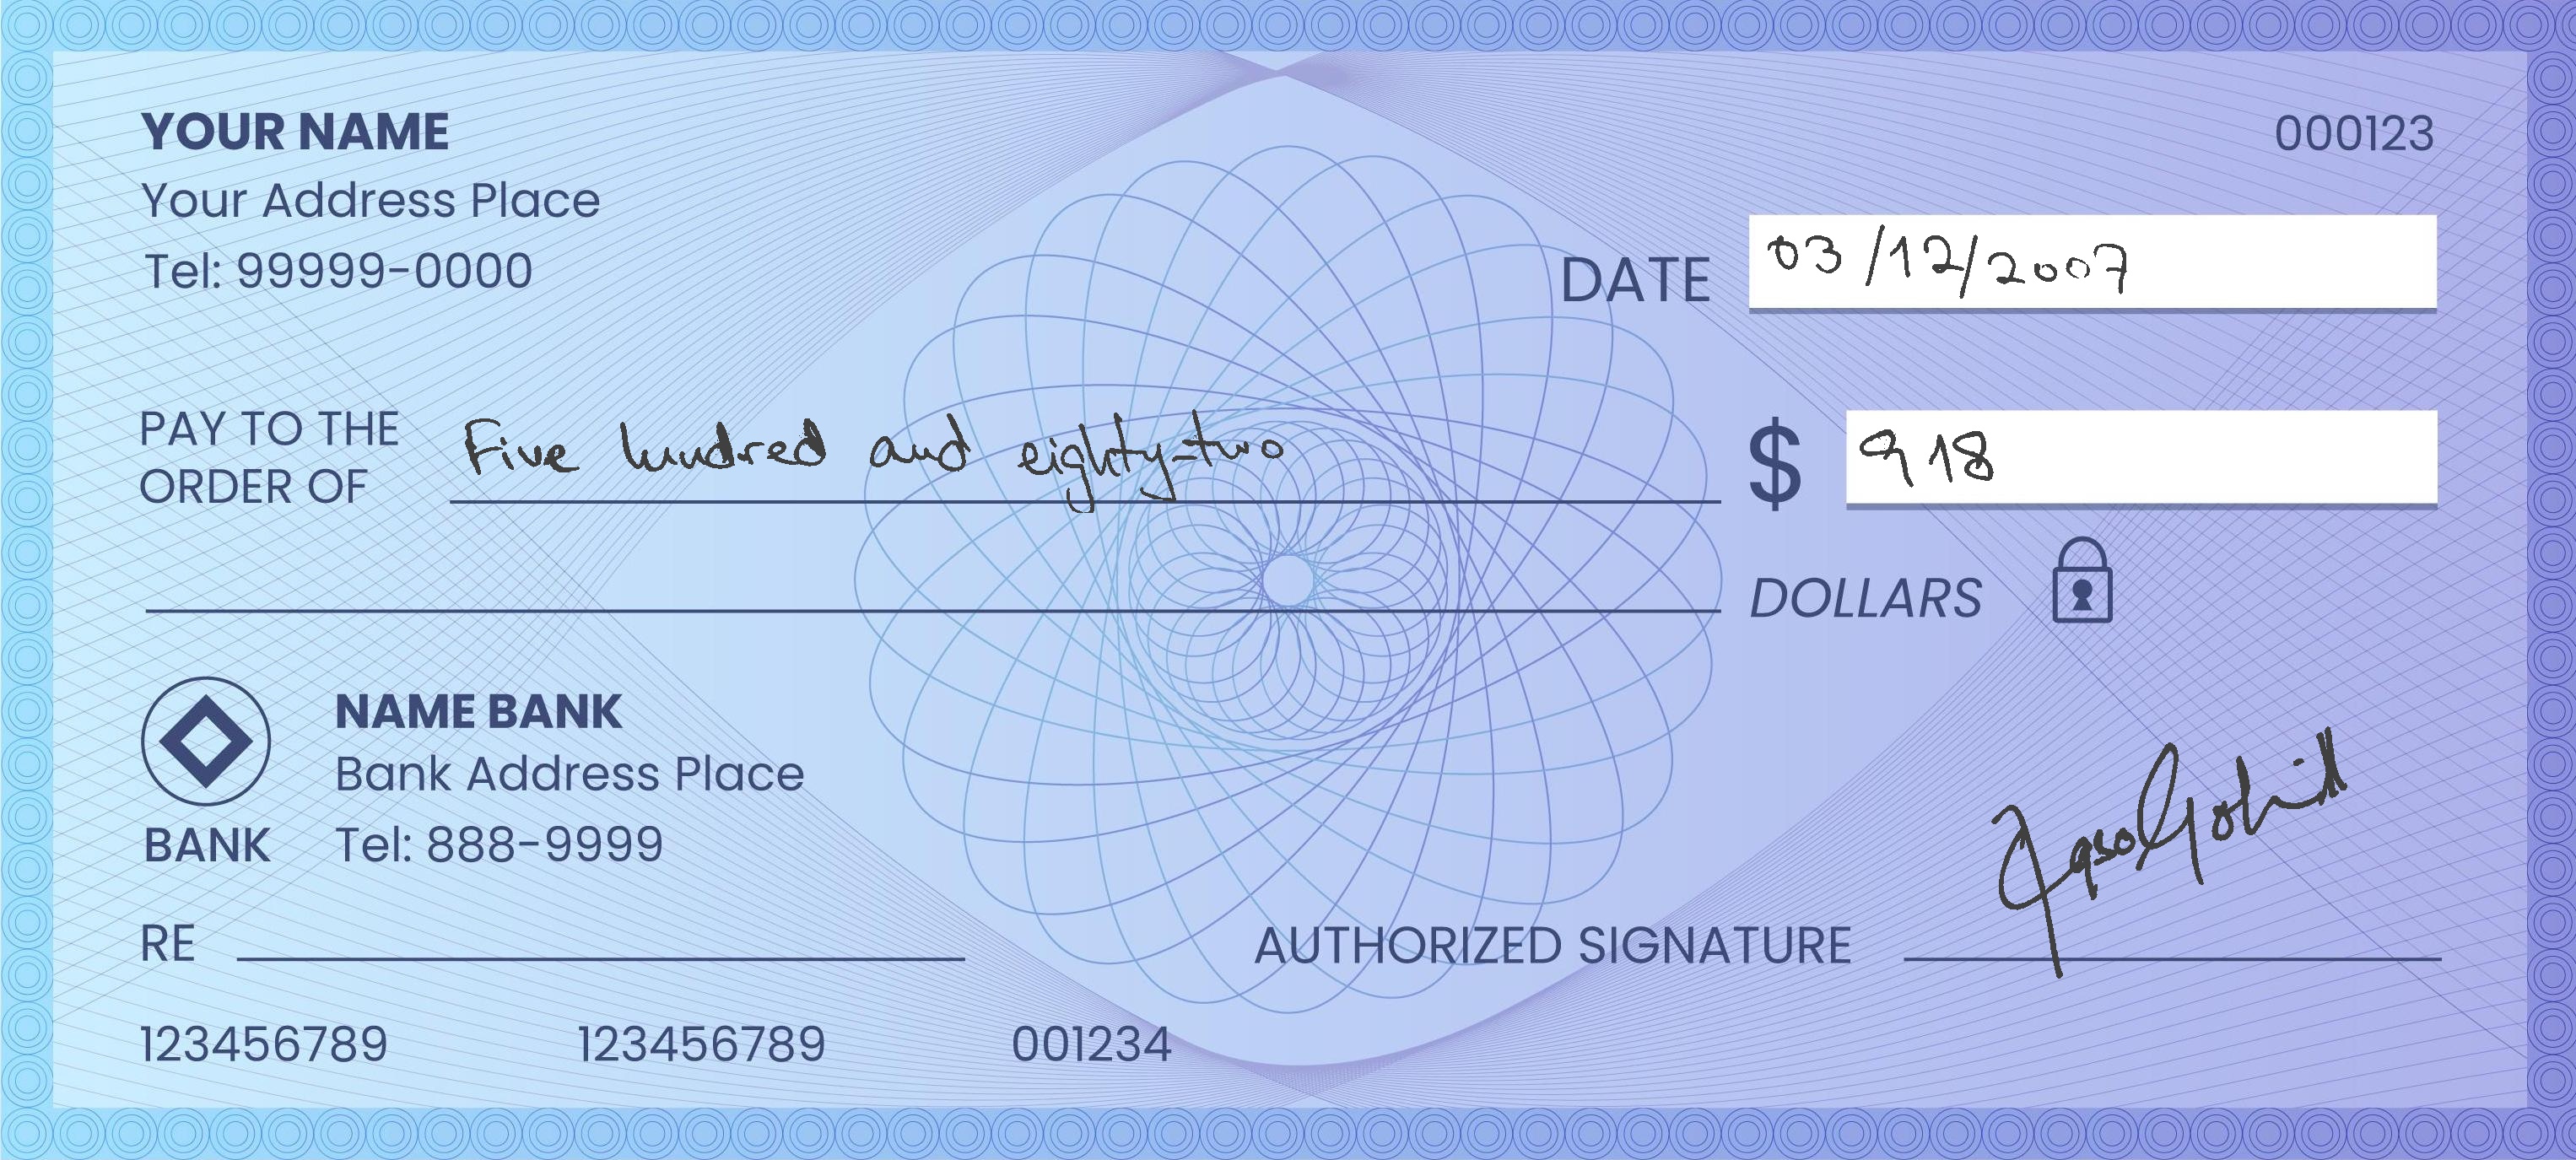 YOUR NAME
000123
Your Address Place
Tel: 99999-0000
DATE 03/12/2007
PAY TO THE
ORDER OF Five hundred and eighty-two $ 918
DOLLARS
NAME BANK
Bank Address Place
BANK Tel: 888-9999
RE
AUTHORIZED SIGNATURE
123456789 123456789 001234